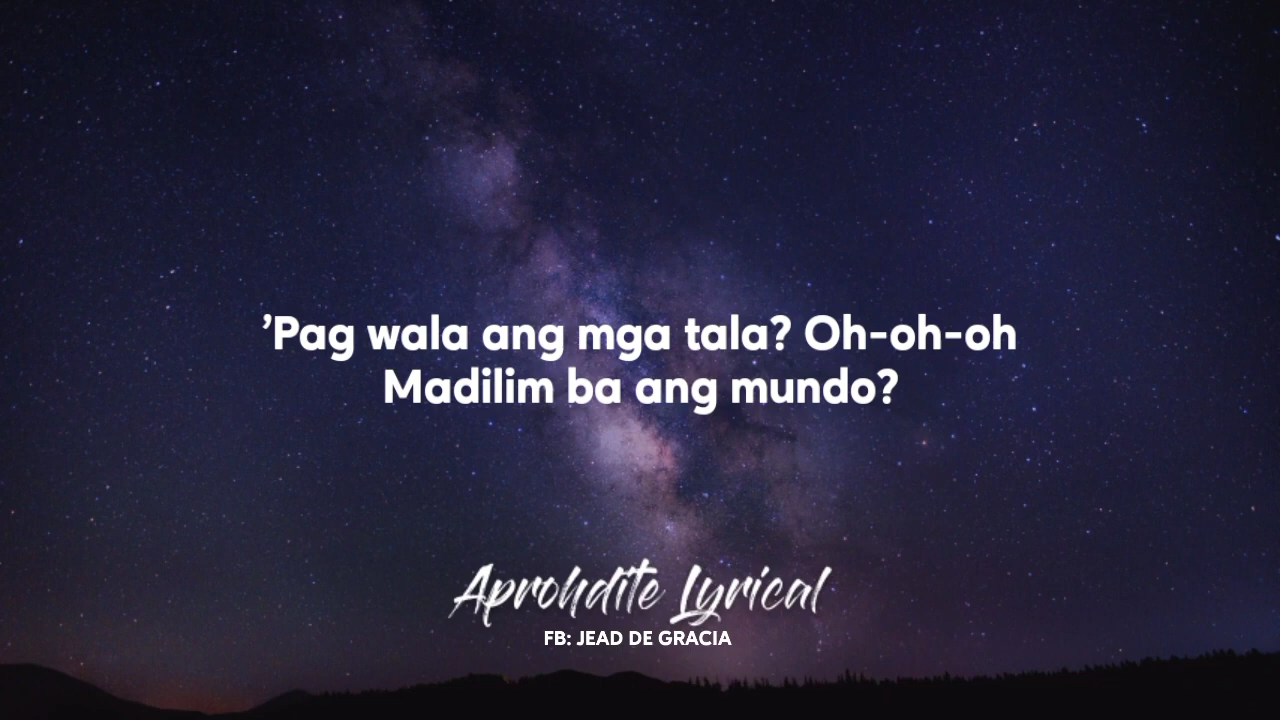 ’Pag wala ang mga tala? Oh-oh-oh
Madilim ba ang mundo?
Aprohdite Lyrical
FB: JEAD DE GRACIA